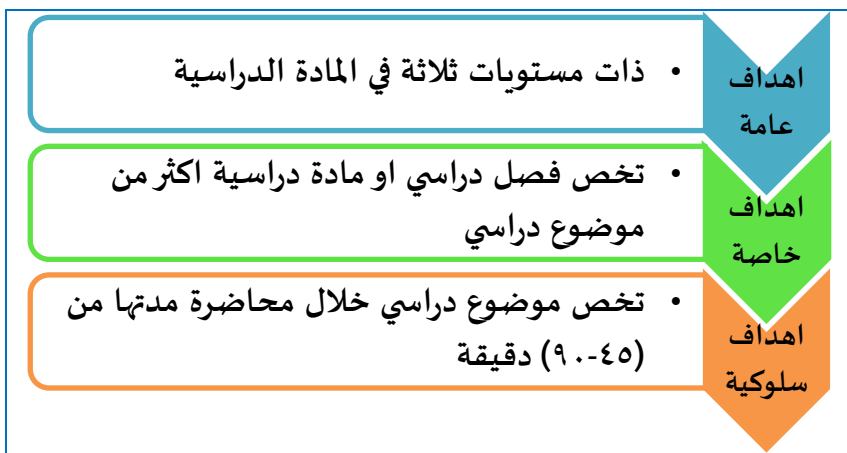 اهداف
عامة
• ذات مستويات ثلاثة في المادة الدراسية
اهداف
خاصة
• تخص فصل دراسي او مادة دراسية اكثر من
موضوع دراسي
اهداف
سلوكية
• تخص موضوع دراسي خلال محاضرة مدتها من
(٤٥-٩٠) دقيقة